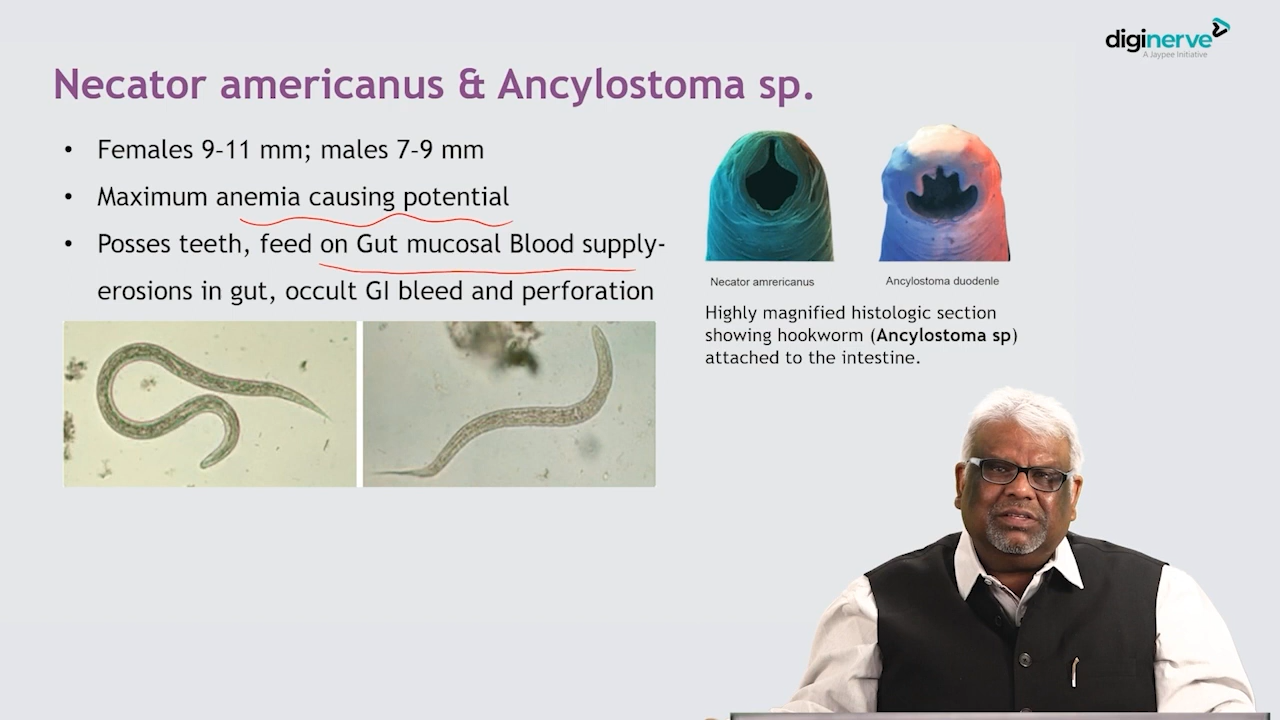 diginerve
A Jaypee Initiative
Necator americanus & Ancylostoma sp.
• Females 9–11 mm; males 7–9 mm
• Maximum anemia causing potential
• Posses teeth, feed on Gut mucosal Blood supply-
erosions in gut, occult GI bleed and perforation
Necator amrericanus
Ancylostoma duodenle
Highly magnified histologic section
showing hookworm (Ancylostoma sp)
attached to the intestine.